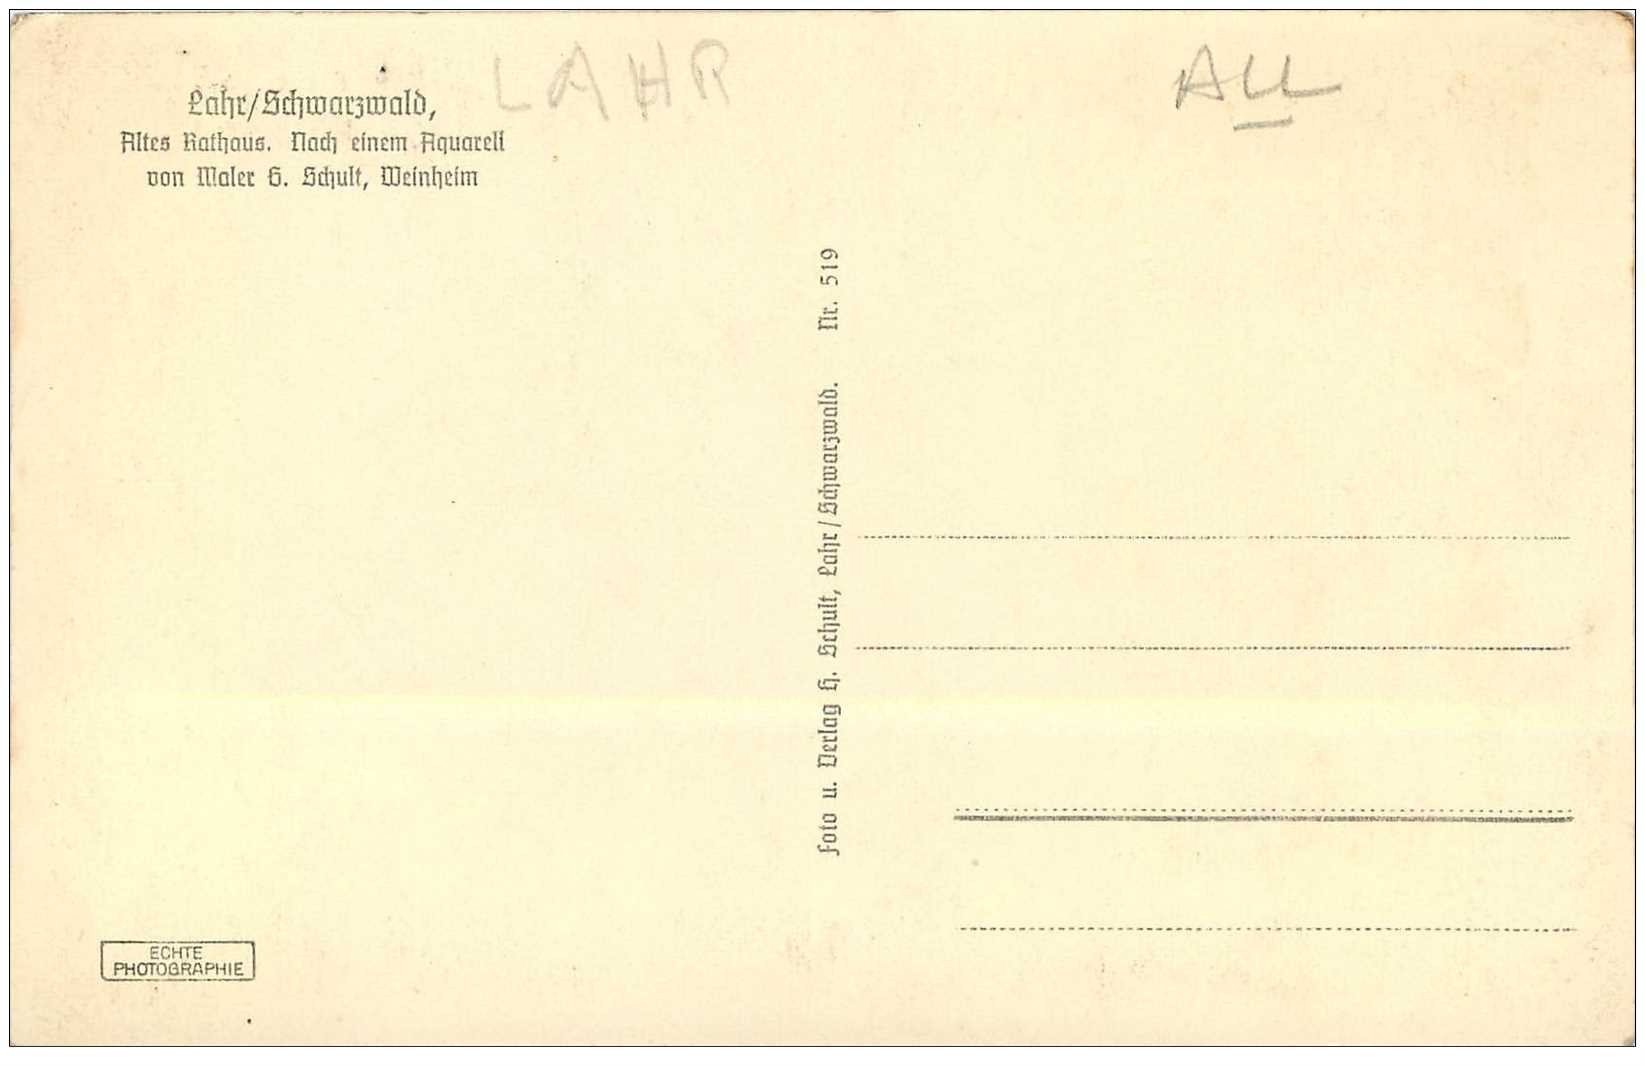 LAHR
ALL
Lahr/Schwarzwald,
Altes Rathaus. Nach einem Aquarell
von Maler G. Schult, Weinheim
Foto u. Verlag H. Schult, Lahr/Schwarzwald. Nr. 519
ECHTE
PHOTOGRAPHIE